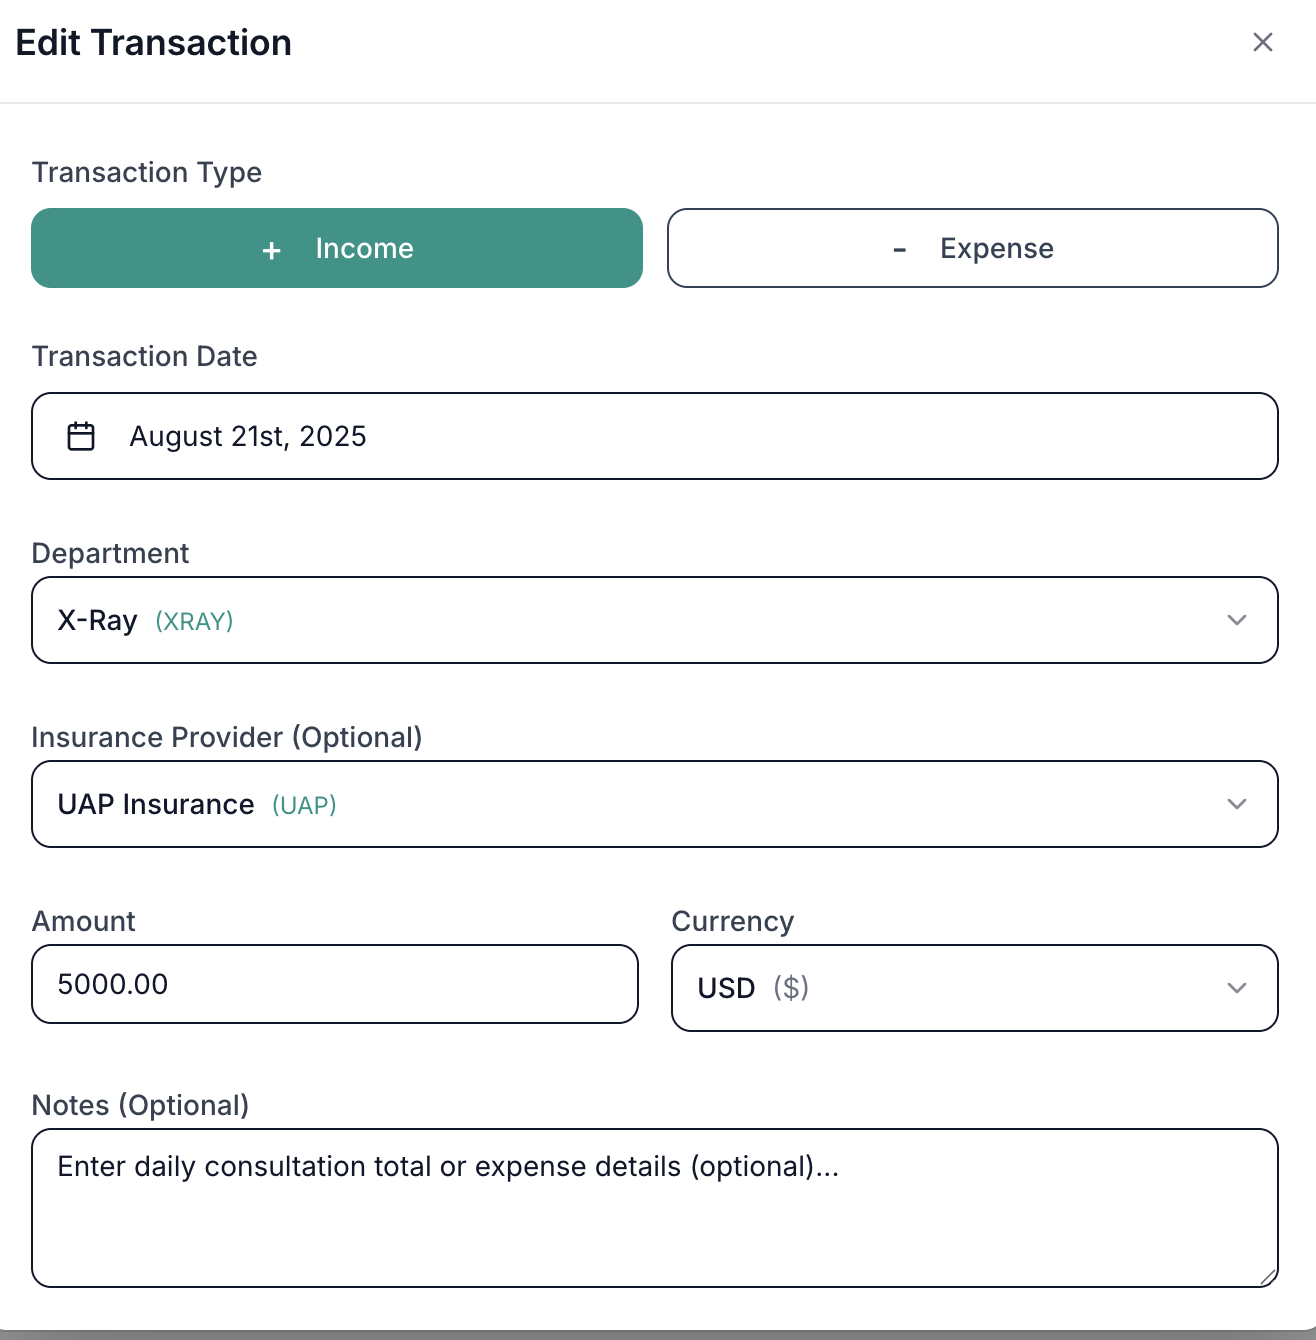 Edit Transaction
Transaction Type
+ Income
- Expense
Transaction Date
August 21st, 2025
Department
X-Ray (XRAY)
Insurance Provider (Optional)
UAP Insurance (UAP)
Amount
Currency
5000.00
USD ($)
Notes (Optional)
Enter daily consultation total or expense details (optional)...